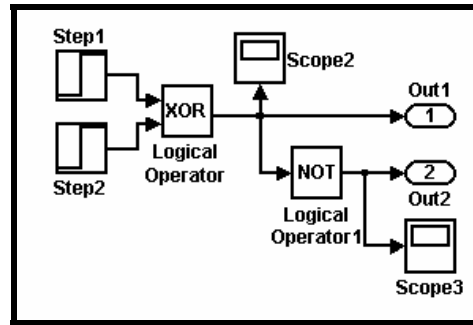 Step1
Scope2
Out1
XOR
1
Logical
Operator
Step2
NOT
2
Out2
Logical
Operator1
Scope3